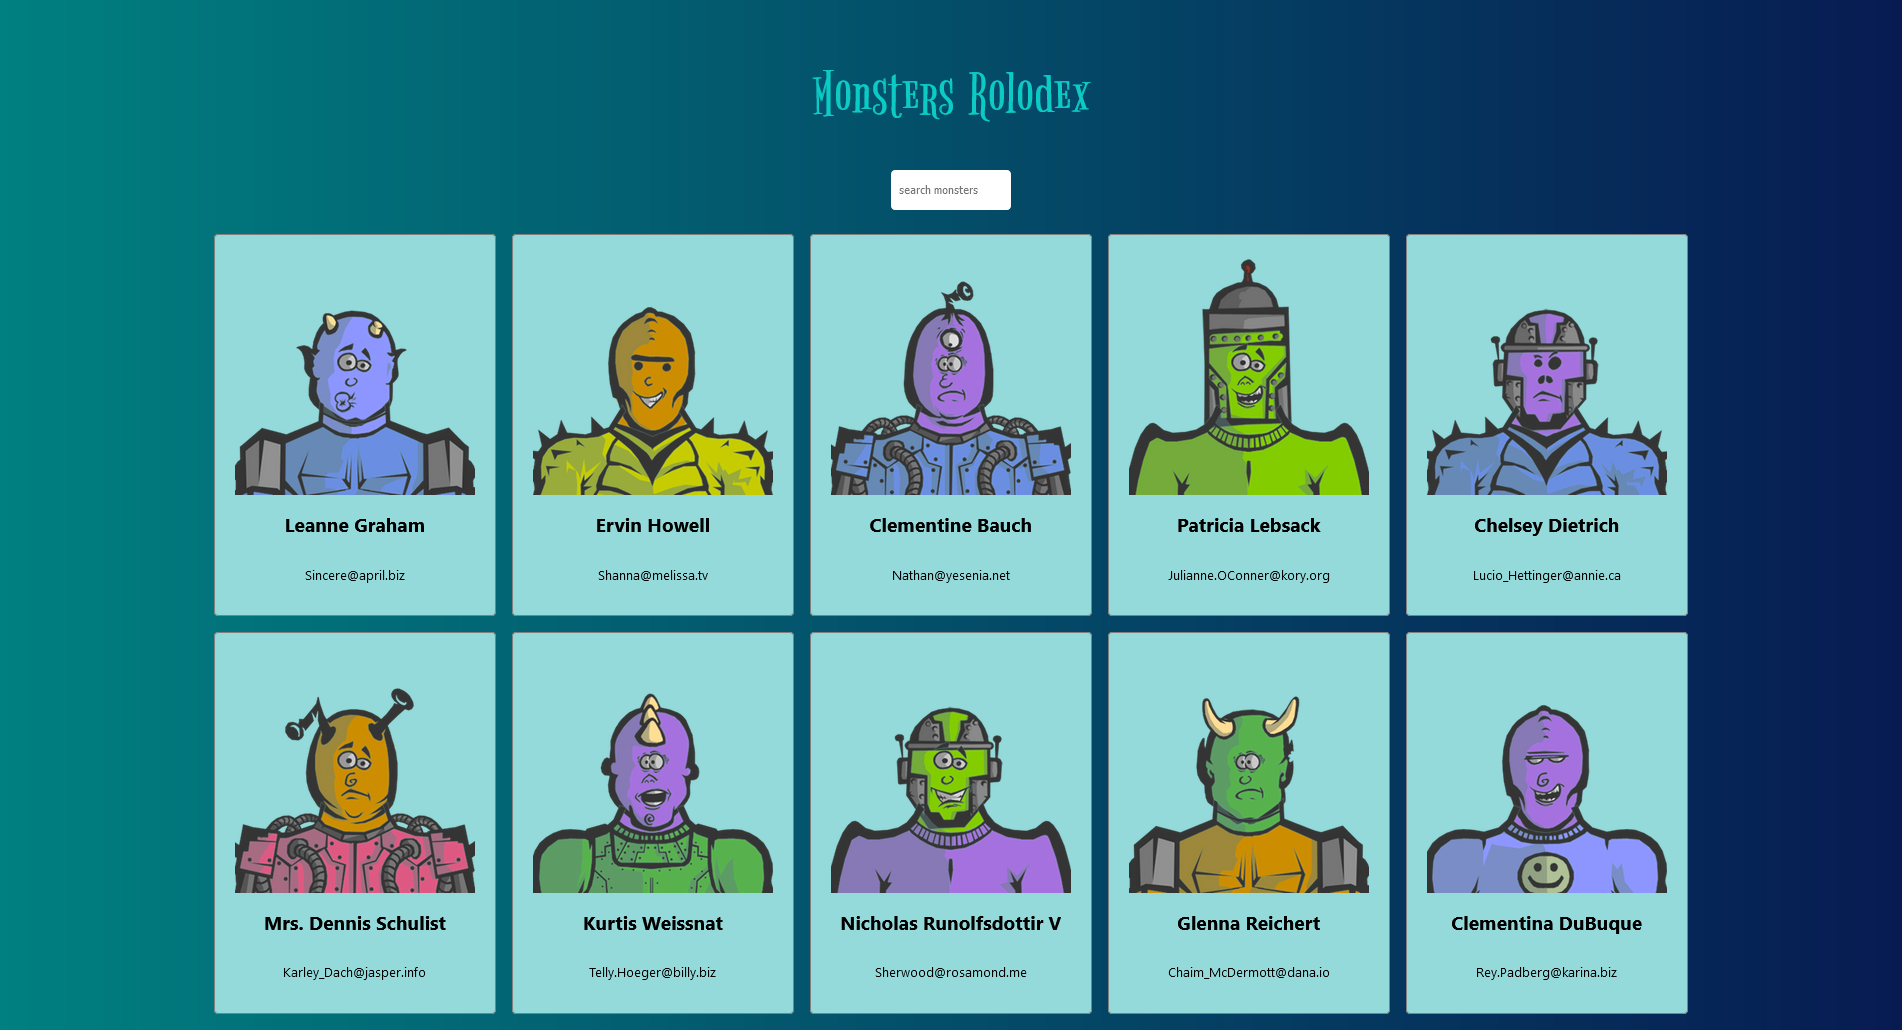 Monsters Rolodex
search monsters
Leanne Graham
Sincere@april.biz
Ervin Howell
Shanna@melissa.tv
Clementine Bauch
Nathan@yesenia.net
Patricia Lebsack
Julianne.OConner@kory.org
Chelsey Dietrich
Lucio_Hettinger@annie.ca
Mrs. Dennis Schulist
Karley_Dach@jasper.info
Kurtis Weissnat
Telly.Hoeger@billy.biz
Nicholas Runolfsdottir V
Sherwood@rosamond.me
Glenna Reichert
Chaim_McDermott@dana.io
Clementina DuBuque
Rey.Padberg@karina.biz